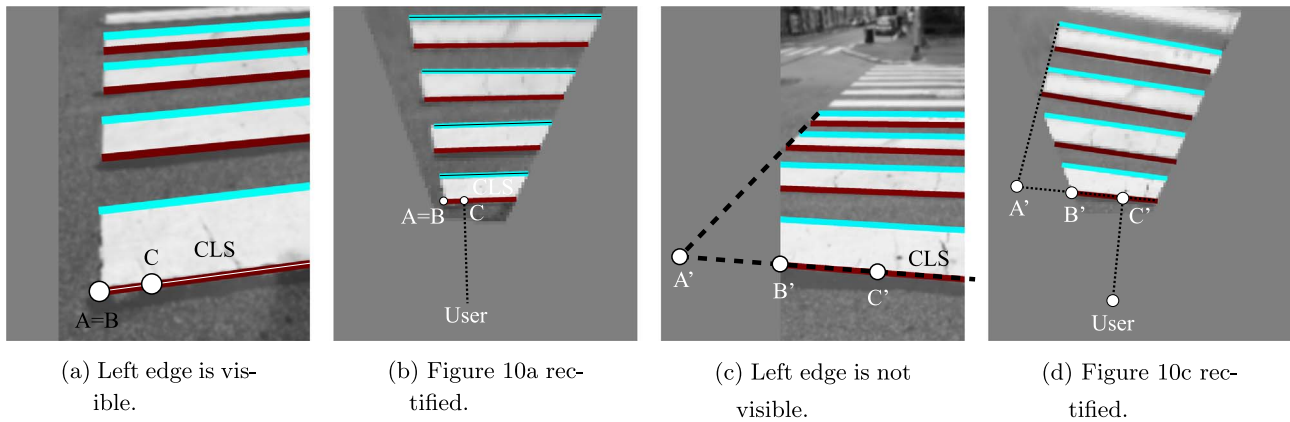 CLS
C
A=B
(a) Left edge is vis-
ible.
CLS
A=B
C
User
(b) Figure 10a rec-
tified.
CLS
A’
B’
C’
(c) Left edge is not
visible.
A’
B’
C’
User
(d) Figure 10c rec-
tified.